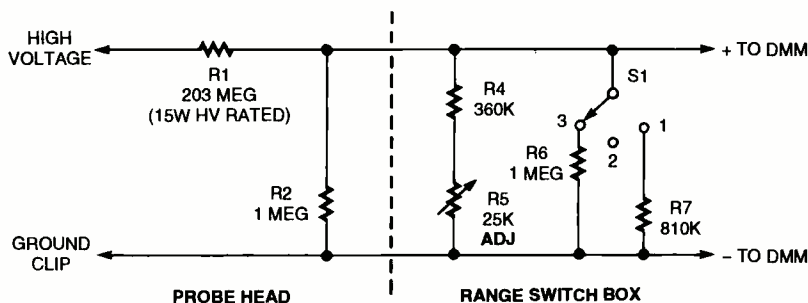 HIGH
VOLTAGE
R1
203 MEG
(15W HV RATED)
R2
1 MEG
GROUND
CLIP
PROBE HEAD
R4
360K
R5
25K
ADJ
S1
3
2
1
R6
1 MEG
R7
810K
+ TO DMM
− TO DMM
RANGE SWITCH BOX